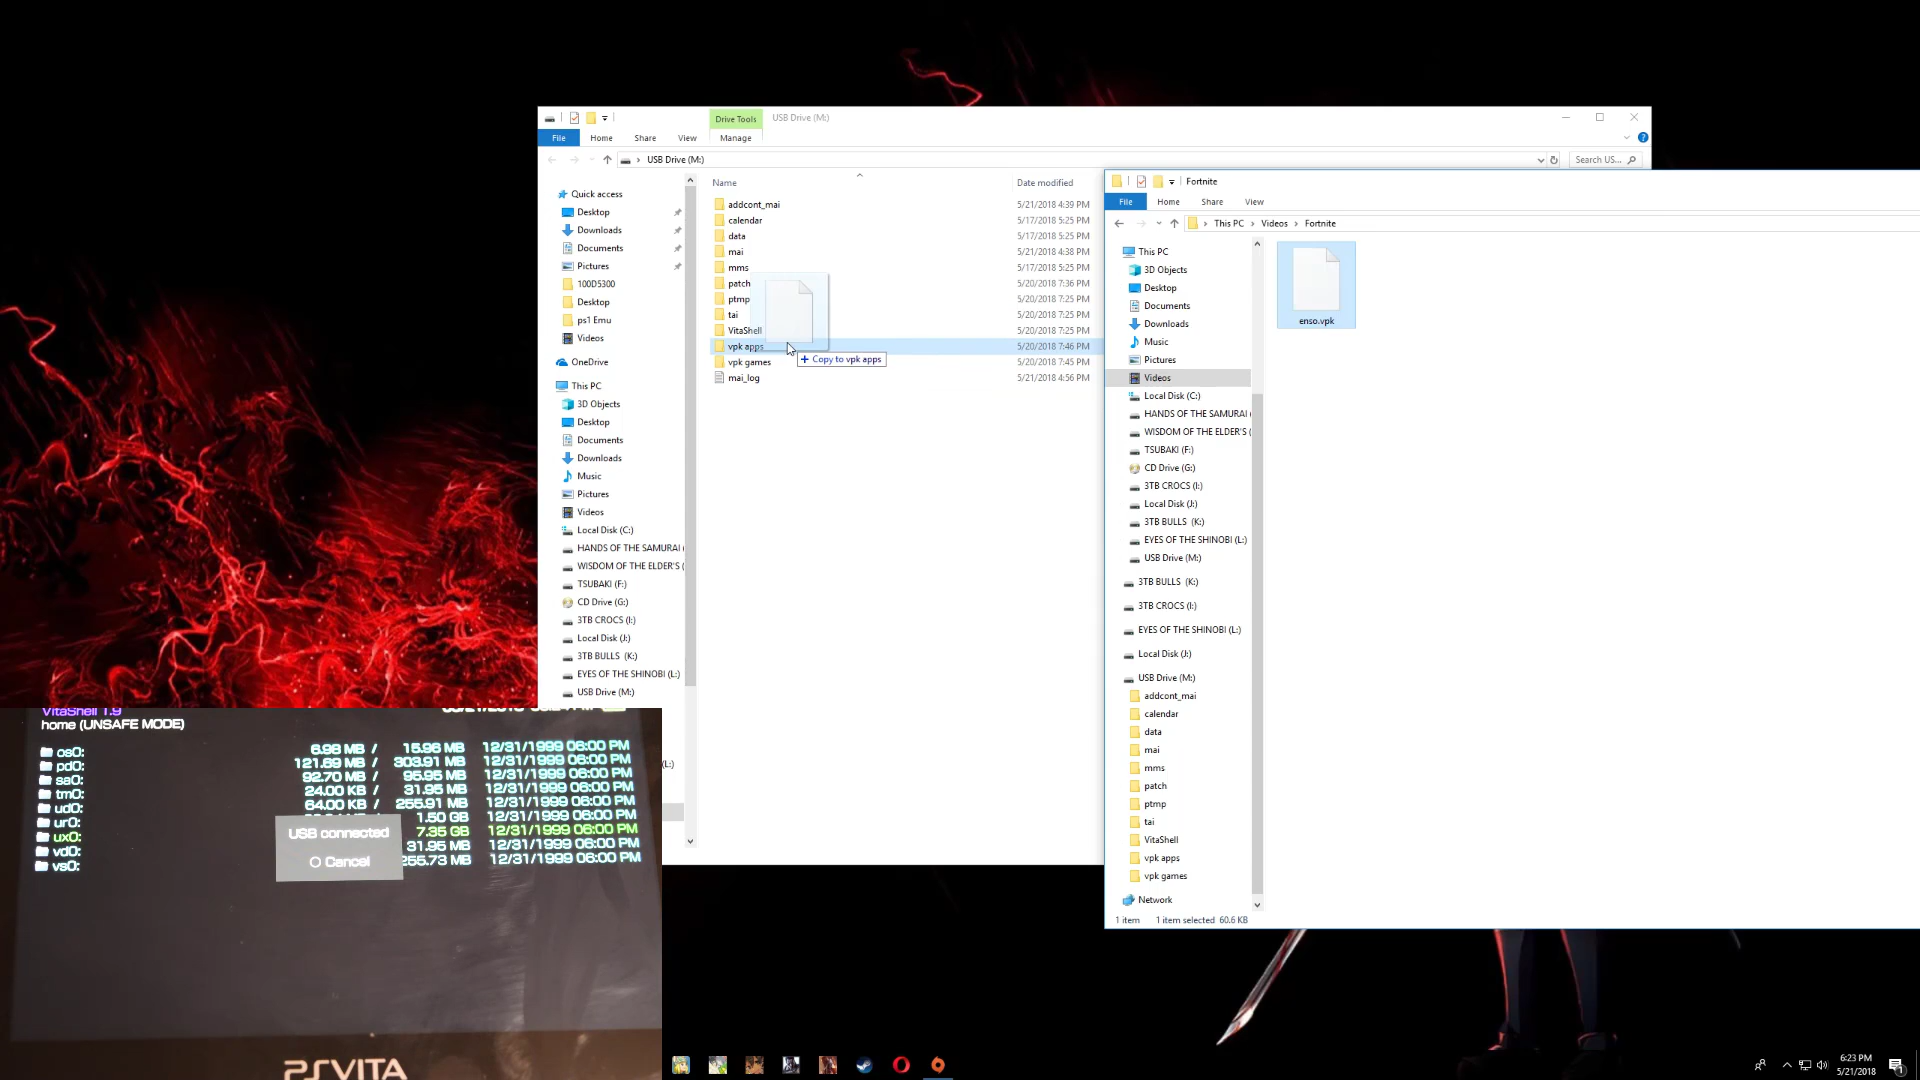 Drive Tools
USB Drive (M:)
File
Home
Share
View
Manage
USB Drive (M:)
Search US...
Quick access
Desktop
Downloads
Documents
Pictures
100D5300
Desktop
ps1 Emu
Videos
OneDrive
This PC
3D Objects
Desktop
Downloads
Documents
Music
Pictures
Videos
Local Disk (C:)
HANDS OF THE SAMURAI (
WISDOM OF THE ELDER'S (
TSUBAKI (F:)
CD Drive (G:)
3TB CROCS (I:)
Local Disk (J:)
3TB BULLS (K:)
EYES OF THE SHINOBI (L:)
USB Drive (M:)
(L:)
Name
Date modified
addcont_mai 5/21/2018 4:39 PM
calendar 5/17/2018 5:25 PM
data 5/17/2018 5:25 PM
mai 5/21/2018 4:38 PM
mms 5/17/2018 5:25 PM
patch 5/20/2018 7:36 PM
ptmp 5/20/2018 7:25 PM
tai 5/20/2018 7:25 PM
VitaShell 5/20/2018 7:25 PM
vpk apps 5/20/2018 7:46 PM
vpk games 5/20/2018 7:45 PM
mai_log 5/21/2018 4:56 PM
+ Copy to vpk apps
Fortnite
File
Home
Share
View
This PC > Videos > Fortnite
This PC
3D Objects
Desktop
Documents
Downloads
Music
Pictures
Videos
Local Disk (C:)
HANDS OF THE SAMURAI (
WISDOM OF THE ELDER'S (
TSUBAKI (F:)
CD Drive (G:)
3TB CROCS (I:)
Local Disk (J:)
3TB BULLS (K:)
EYES OF THE SHINOBI (L:)
USB Drive (M:)
3TB BULLS (K:)
3TB CROCS (I:)
EYES OF THE SHINOBI (L:)
Local Disk (J:)
USB Drive (M:)
addcont_mai
calendar
data
mai
mms
patch
ptmp
tai
VitaShell
vpk apps
vpk games
Network
1 item
1 item selected 60.6 KB
enso.vpk
VitaShell 1.9
home (UNSAFE MODE)
os0: 6.98 MB / 15.96 MB 12/31/1999 06:00 PM
pd0: 121.69 MB / 303.91 MB 12/31/1999 06:00 PM
sa0: 92.70 MB / 95.95 MB 12/31/1999 06:00 PM
tm0: 24.00 KB / 31.95 MB 12/31/1999 06:00 PM
ud0: 64.00 KB / 255.91 MB 12/31/1999 06:00 PM
ur0: 1.50 GB 12/31/1999 06:00 PM
ux0: 7.35 GB 12/31/1999 06:00 PM
vd0: 31.95 MB 12/31/1999 06:00 PM
vs0: 255.73 MB 12/31/1999 06:00 PM
USB connected
O Cancel
PSVITA
6:23 PM
5/21/2018
1